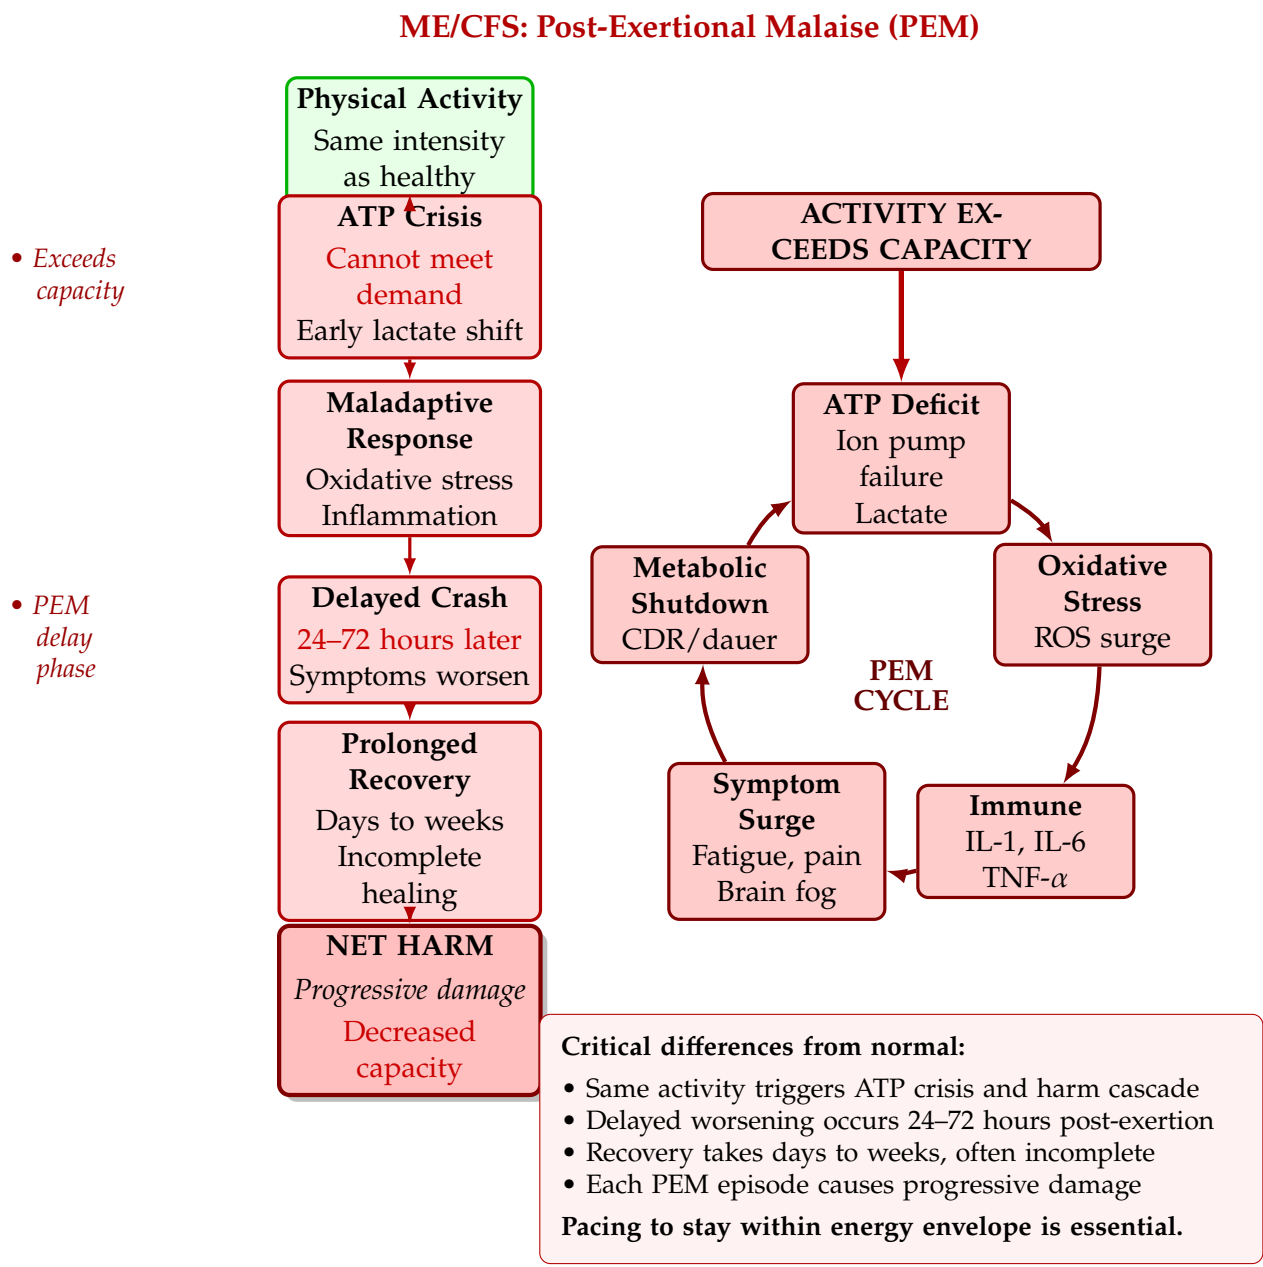 ME/CFS: Post-Exertional Malaise (PEM)
Physical Activity
Same intensity
as healthy
ATP Crisis
Cannot meet
demand
Early lactate shift
• Exceeds
capacity
Maladaptive
Response
Oxidative stress
Inflammation
Delayed Crash
24–72 hours later
Symptoms worsen
• PEM
delay
phase
Prolonged
Recovery
Days to weeks
Incomplete
healing
NET HARM
Progressive damage
Decreased
capacity
ACTIVITY EX-
CEEDS CAPACITY
ATP Deficit
Ion pump
failure
Lactate
Oxidative
Stress
ROS surge
Immune
IL-1, IL-6
TNF-α
Symptom
Surge
Fatigue, pain
Brain fog
Metabolic
Shutdown
CDR/dauer
PEM
CYCLE
Critical differences from normal:
• Same activity triggers ATP crisis and harm cascade
• Delayed worsening occurs 24–72 hours post-exertion
• Recovery takes days to weeks, often incomplete
• Each PEM episode causes progressive damage
Pacing to stay within energy envelope is essential.